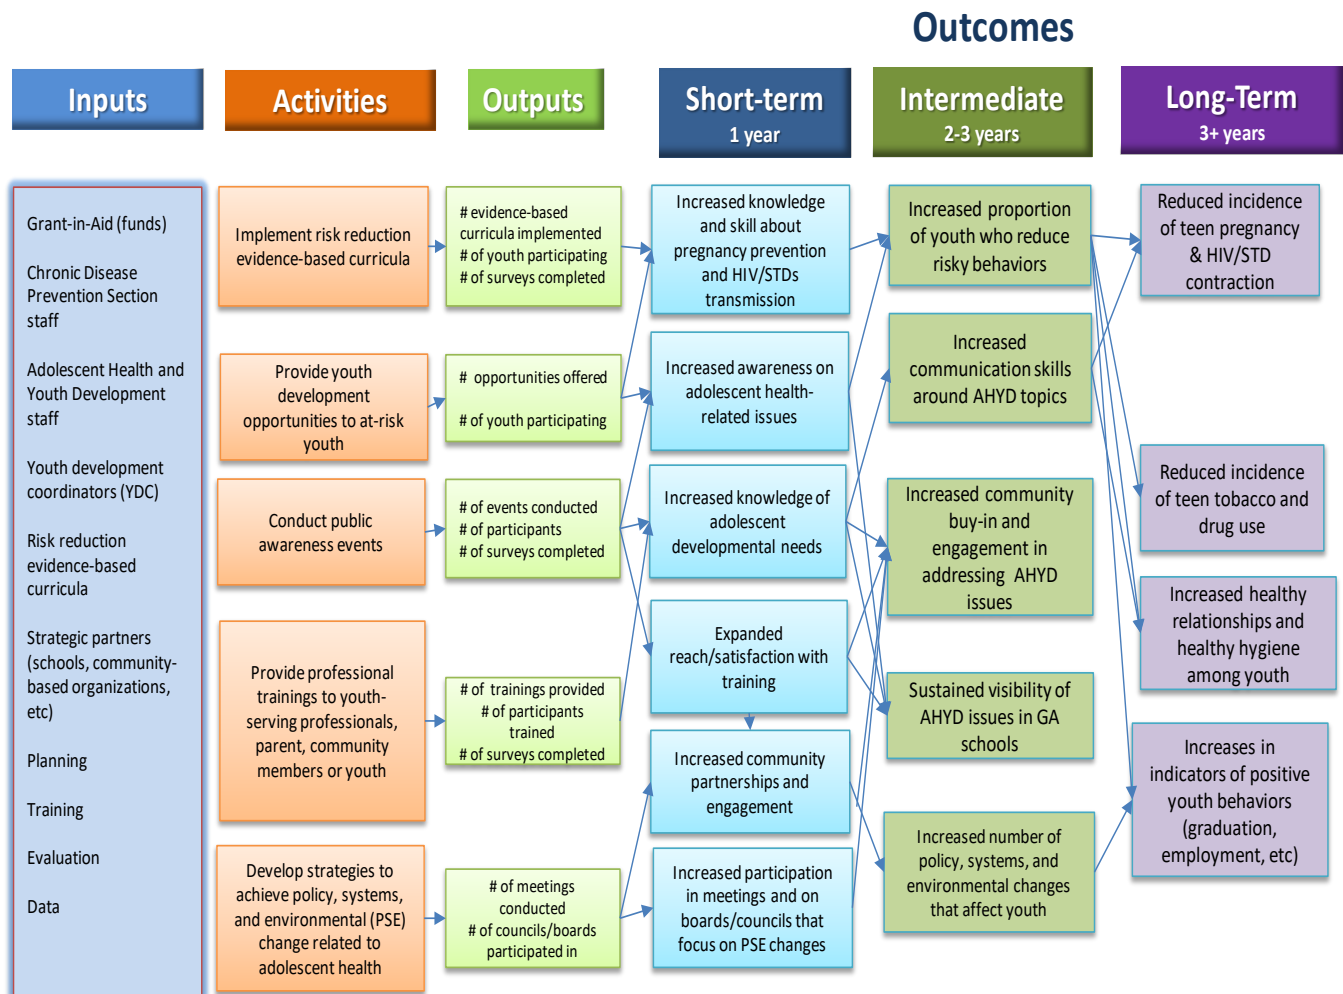 Outcomes
Inputs
Activities
Outputs
Short-term
1 year
Intermediate
2-3 years
Long-Term
3+ years
Grant-in-Aid (funds)
Chronic Disease
Prevention Section
staff
Adolescent Health and
Youth Development
staff
Youth development
coordinators (YDC)
Risk reduction
evidence-based
curricula
Strategic partners
(schools, community-
based organizations,
etc)
Planning
Training
Evaluation
Data
Implement risk reduction
evidence-based curricula
Provide youth
development
opportunities to at-risk
youth
Conduct public
awareness events
Provide professional
trainings to youth-
serving professionals,
parent, community
members or youth
Develop strategies to
achieve policy, systems,
and environmental (PSE)
change related to
adolescent health
# evidence-based
curricula implemented
# of youth participating
# of surveys completed
# opportunities offered
# of youth participating
# of events conducted
# of participants
# of surveys completed
# of trainings provided
# of participants
trained
# of surveys completed
# of meetings
conducted
# of councils/boards
participated in
Increased knowledge
and skill about
pregnancy prevention
and HIV/STDs
transmission
Increased awareness on
adolescent health-
related issues
Increased knowledge of
adolescent
developmental needs
Expanded
reach/satisfaction with
training
Increased community
partnerships and
engagement
Increased participation
in meetings and on
boards/councils that
focus on PSE changes
Increased proportion
of youth who reduce
risky behaviors
Increased
communication skills
around AHYD topics
Increased community
buy-in and
engagement in
addressing AHYD
issues
Sustained visibility of
AHYD issues in GA
schools
Increased number of
policy, systems, and
environmental changes
that affect youth
Reduced incidence
of teen pregnancy
& HIV/STD
contraction
Reduced incidence
of teen tobacco and
drug use
Increased healthy
relationships and
healthy hygiene
among youth
Increases in
indicators of positive
youth behaviors
(graduation,
employment, etc)